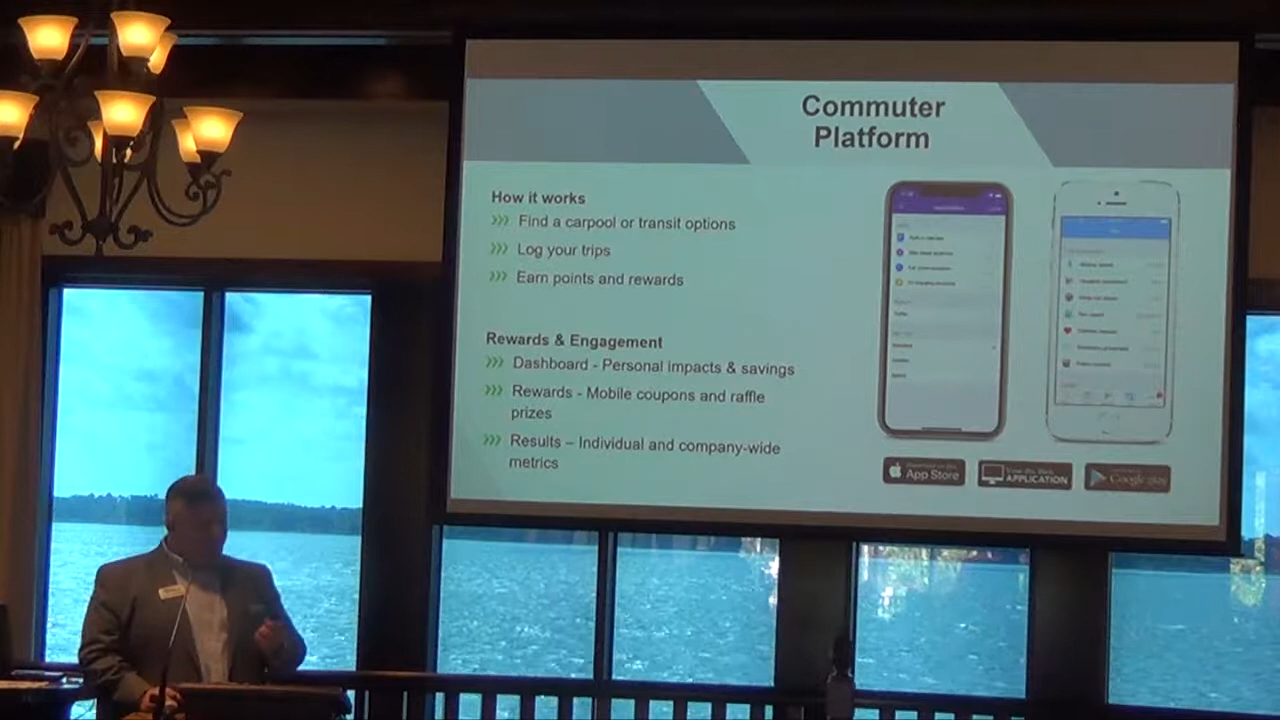 Commuter
Platform
How it works
››› Find a carpool or transit options
››› Log your trips
››› Earn points and rewards
Rewards & Engagement
››› Dashboard - Personal impacts & savings
››› Rewards - Mobile coupons and raffle
prizes
››› Results – Individual and company-wide
metrics
App Store
APPLICATION
Google play